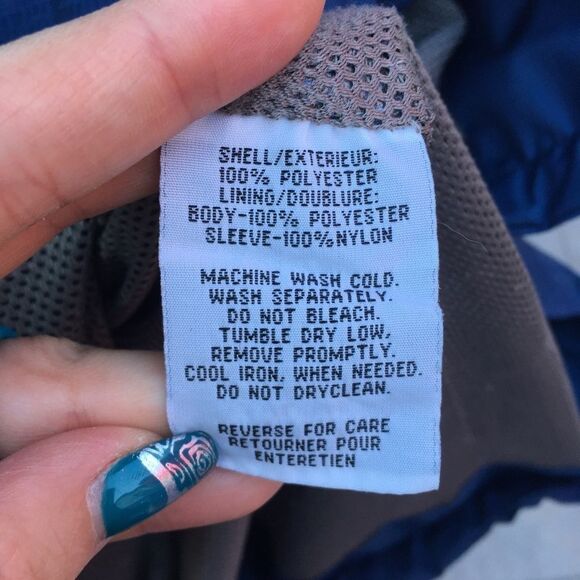 SHELL/EXTERIEUR:
100% POLYESTER
LINING/DOUBLURE:
BODY-100% POLYESTER
SLEEVE-100%NYLON
MACHINE WASH COLD.
WASH SEPARATELY.
DO NOT BLEACH.
TUMBLE DRY LOW,
REMOVE PROMPTLY.
COOL IRON, WHEN NEEDED.
DO NOT DRYCLEAN.
REVERSE FOR CARE
RETOURNER POUR
ENTERETIEN